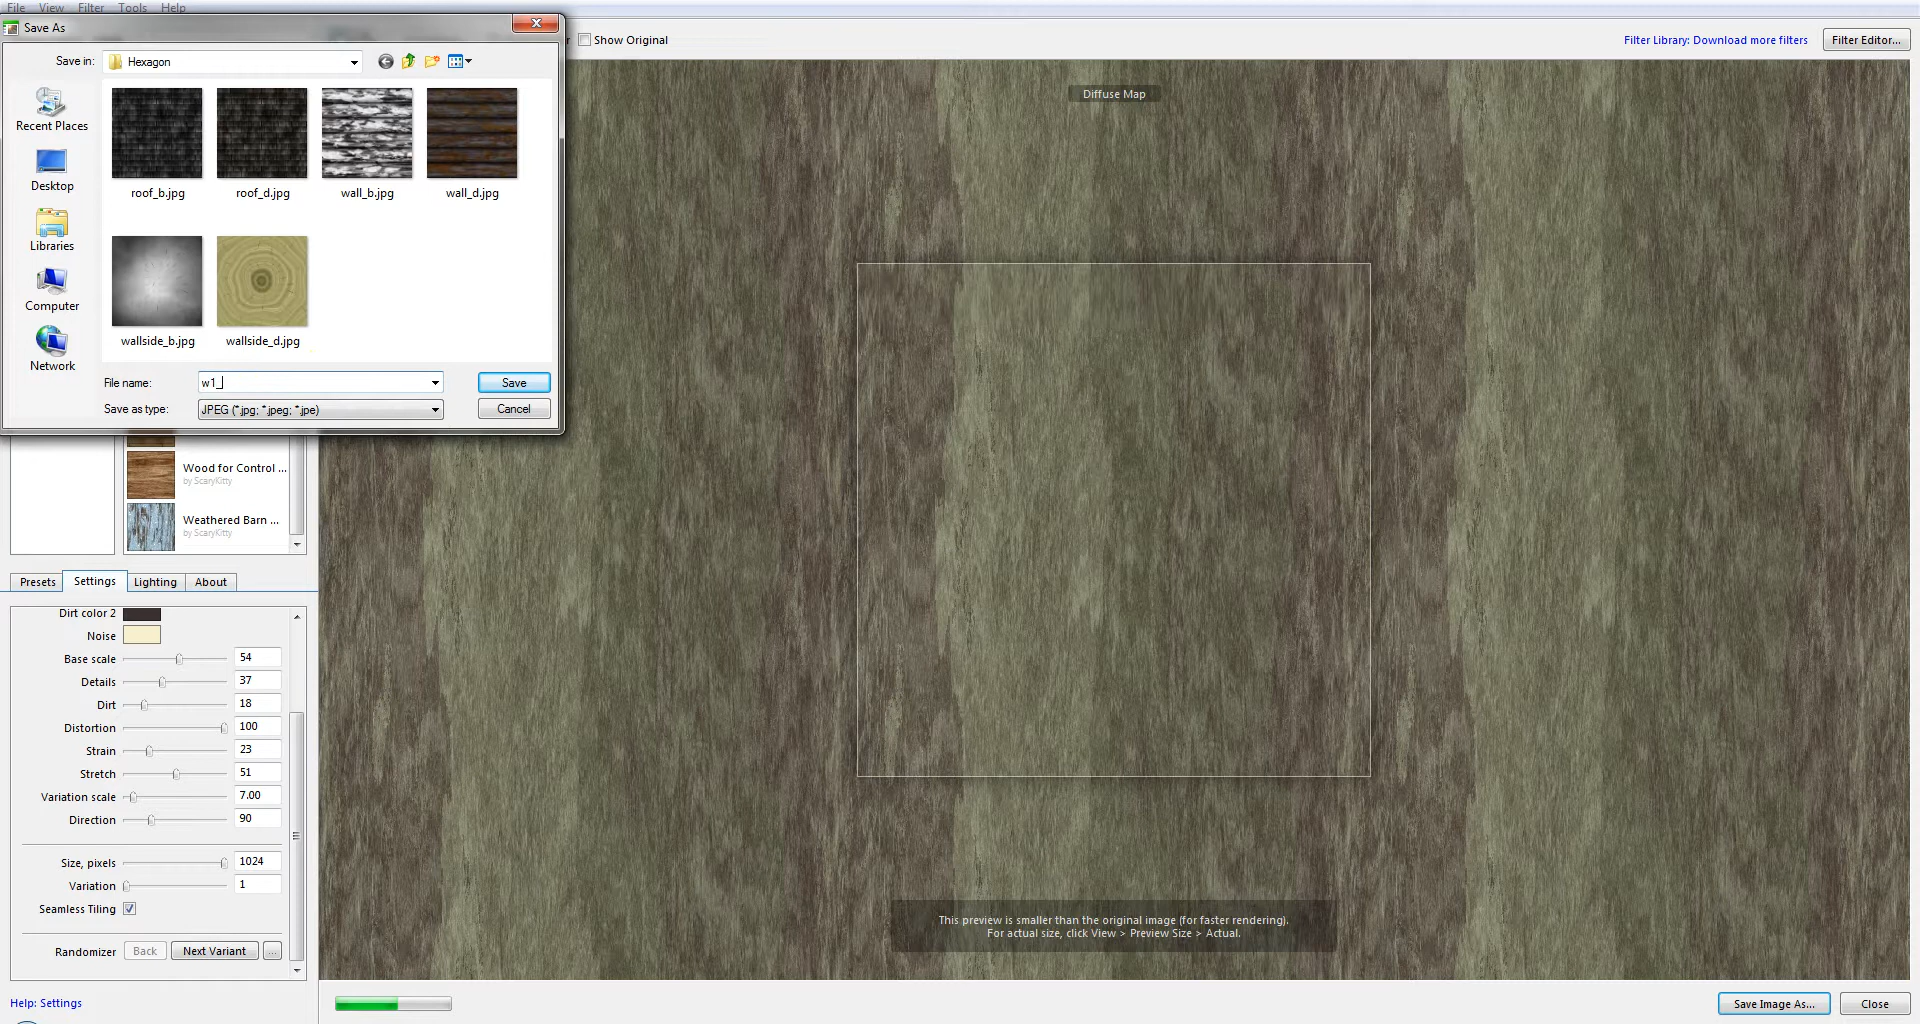 File View Filter Tools Help
Save As
Show Original
Filter Library: Download more filters
Filter Editor...
Save in: Hexagon
Diffuse Map
Recent Places
Desktop
Libraries
Computer
Network
roof_b.jpg roof_d.jpg wall_b.jpg wall_d.jpg
wallside_b.jpg wallside_d.jpg
File name: w1_
Save
Save as type: JPEG (*.jpg; *.jpeg; *.jpe)
Cancel
Wood for Control ...
by ScaryKitty
Weathered Barn ...
by ScaryKitty
Presets Settings Lighting About
Dirt color 2
Noise
Base scale 54
Details 37
Dirt 18
Distortion 100
Strain 23
Stretch 51
Variation scale 7.00
Direction 90
Size, pixels 1024
Variation 1
Seamless Tiling
Randomizer Back Next Variant ...
This preview is smaller than the original image (for faster rendering).
For actual size, click View > Preview Size > Actual.
Help: Settings
Save Image As...
Close